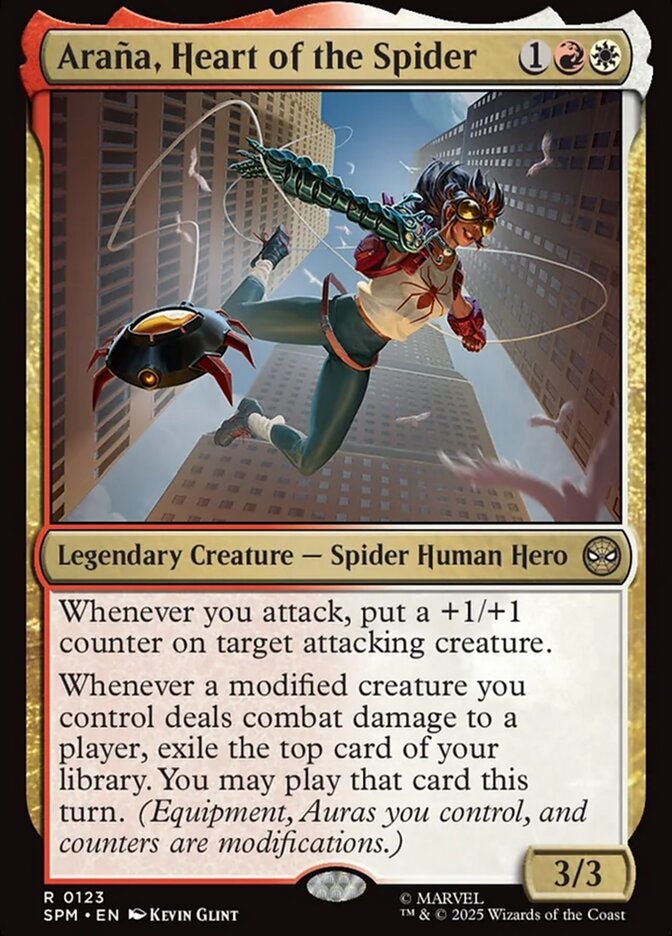 Araña, Heart of the Spider 1
Legendary Creature — Spider Human Hero
Whenever you attack, put a +1/+1
counter on target attacking creature.
Whenever a modified creature you
control deals combat damage to a
player, exile the top card of your
library. You may play that card this
turn. (Equipment, Auras you control, and
counters are modifications.)
3/3
R 0123
SPM • EN Kevin Glint
© MARVEL
™ & © 2025 Wizards of the Coast